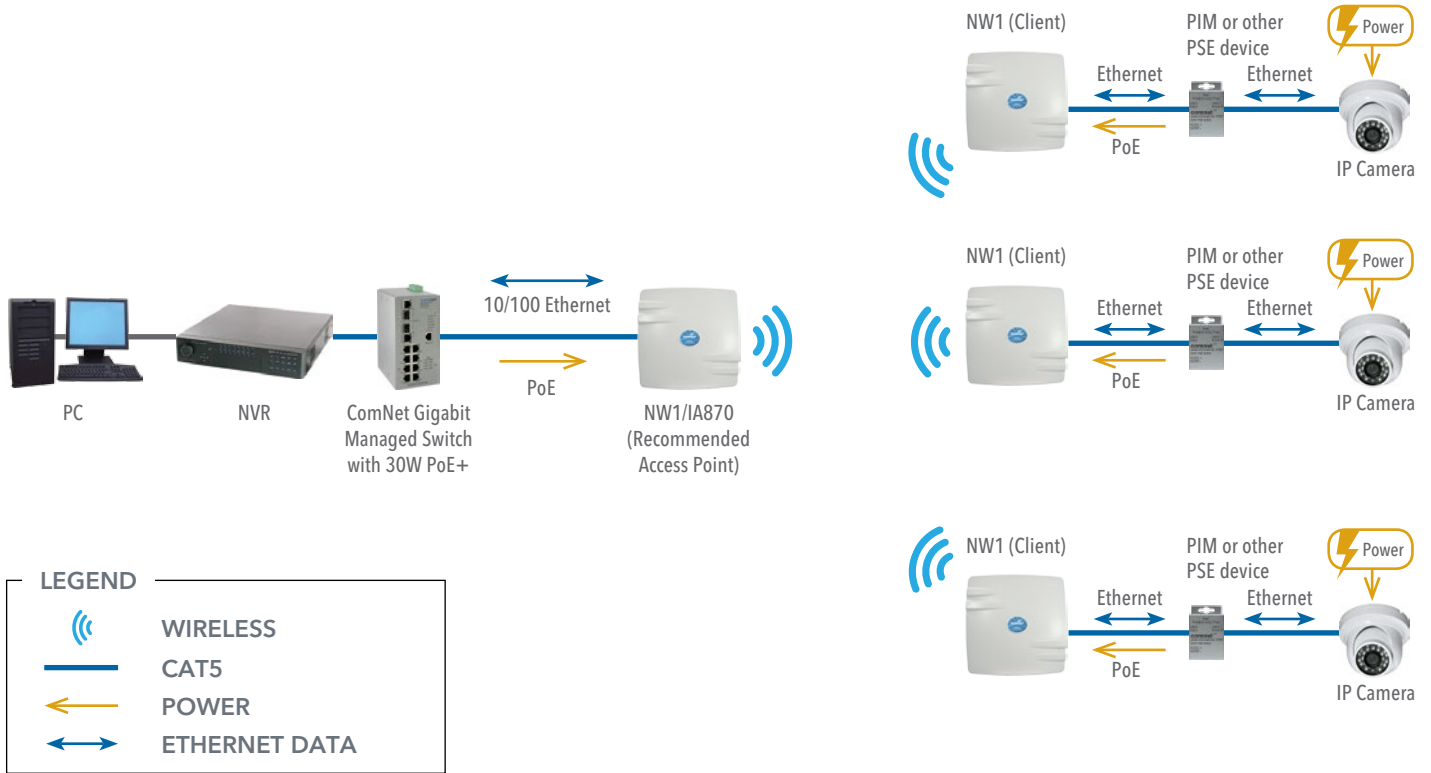 NW1 (Client)
PIM or other
PSE device
Power
Ethernet
Ethernet
PoE
IP Camera
NW1 (Client)
PIM or other
PSE device
Power
Ethernet
Ethernet
PoE
IP Camera
10/100 Ethernet
PoE
PC
NVR
ComNet Gigabit
Managed Switch
with 30W PoE+
NW1/IA870
(Recommended
Access Point)
NW1 (Client)
PIM or other
PSE device
Power
Ethernet
Ethernet
PoE
IP Camera
LEGEND
WIRELESS
CAT5
POWER
ETHERNET DATA